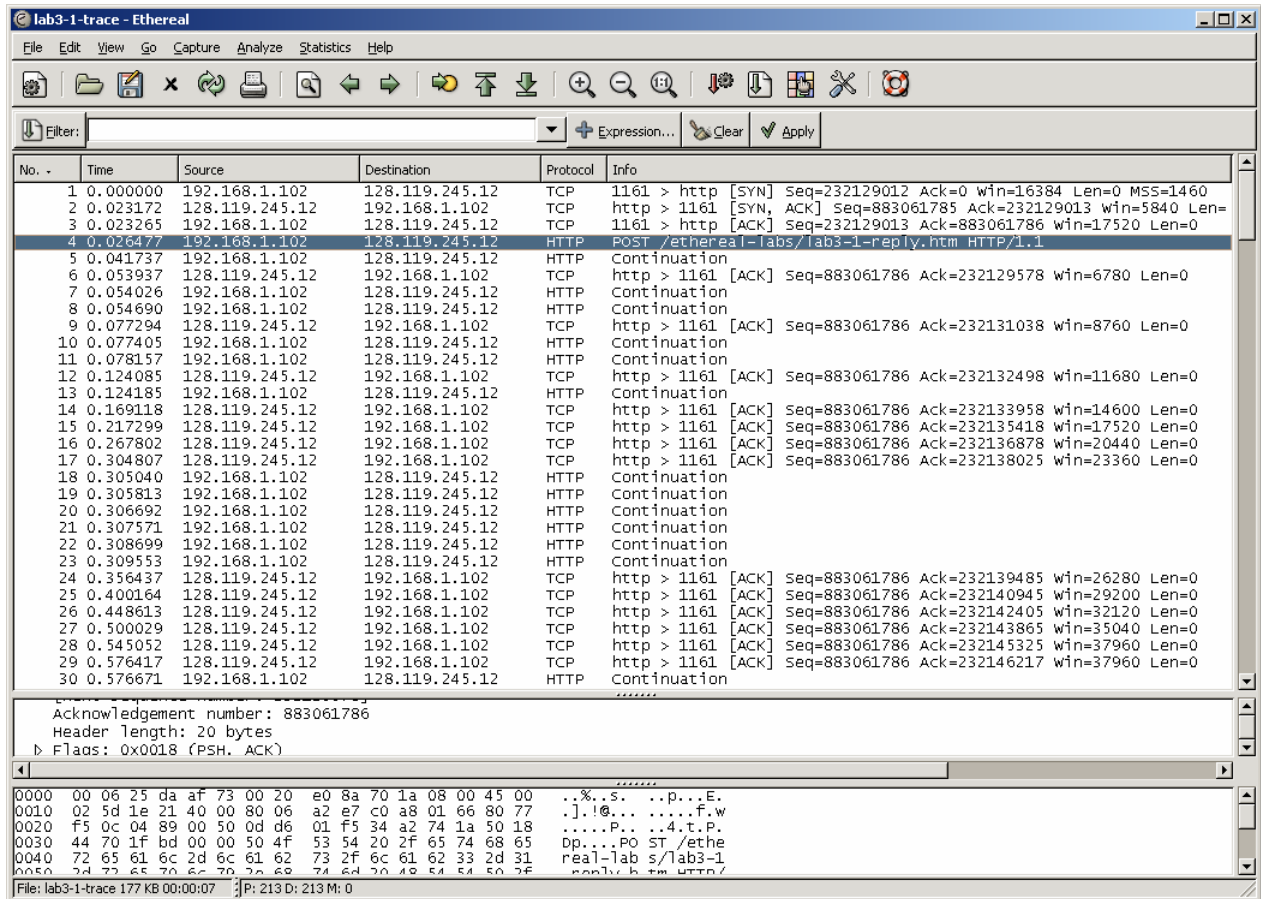 lab3-1-trace - Ethereal
File Edit View Go Capture Analyze Statistics Help
Filter: Expression... Clear Apply
No. - Time Source Destination Protocol Info
1 0.000000 192.168.1.102 128.119.245.12 TCP 1161 > http [SYN] Seq=232129012 Ack=0 Win=16384 Len=0 MSS=1460
2 0.023172 128.119.245.12 192.168.1.102 TCP http > 1161 [SYN, ACK] Seq=883061785 Ack=232129013 Win=5840 Len=
3 0.023265 192.168.1.102 128.119.245.12 TCP 1161 > http [ACK] Seq=232129013 Ack=883061786 Win=17520 Len=0
4 0.026477 192.168.1.102 128.119.245.12 HTTP POST /ethereal-labs/lab3-1-reply.htm HTTP/1.1
5 0.041737 192.168.1.102 128.119.245.12 HTTP Continuation
6 0.053937 128.119.245.12 192.168.1.102 TCP http > 1161 [ACK] Seq=883061786 Ack=232129578 Win=6780 Len=0
7 0.054026 192.168.1.102 128.119.245.12 HTTP Continuation
8 0.054690 192.168.1.102 128.119.245.12 HTTP Continuation
9 0.077294 128.119.245.12 192.168.1.102 TCP http > 1161 [ACK] Seq=883061786 Ack=232131038 Win=8760 Len=0
10 0.077405 192.168.1.102 128.119.245.12 HTTP Continuation
11 0.078157 192.168.1.102 128.119.245.12 HTTP Continuation
12 0.124085 128.119.245.12 192.168.1.102 TCP http > 1161 [ACK] Seq=883061786 Ack=232132498 Win=11680 Len=0
13 0.124185 192.168.1.102 128.119.245.12 HTTP Continuation
14 0.169118 128.119.245.12 192.168.1.102 TCP http > 1161 [ACK] Seq=883061786 Ack=232133958 Win=14600 Len=0
15 0.217299 128.119.245.12 192.168.1.102 TCP http > 1161 [ACK] Seq=883061786 Ack=232135418 Win=17520 Len=0
16 0.267802 128.119.245.12 192.168.1.102 TCP http > 1161 [ACK] Seq=883061786 Ack=232136878 Win=20440 Len=0
17 0.304807 128.119.245.12 192.168.1.102 TCP http > 1161 [ACK] Seq=883061786 Ack=232138025 Win=23360 Len=0
18 0.305040 192.168.1.102 128.119.245.12 HTTP Continuation
19 0.305813 192.168.1.102 128.119.245.12 HTTP Continuation
20 0.306692 192.168.1.102 128.119.245.12 HTTP Continuation
21 0.307571 192.168.1.102 128.119.245.12 HTTP Continuation
22 0.308699 192.168.1.102 128.119.245.12 HTTP Continuation
23 0.309553 192.168.1.102 128.119.245.12 HTTP Continuation
24 0.356437 128.119.245.12 192.168.1.102 TCP http > 1161 [ACK] Seq=883061786 Ack=232139485 Win=26280 Len=0
25 0.400164 128.119.245.12 192.168.1.102 TCP http > 1161 [ACK] Seq=883061786 Ack=232140945 Win=29200 Len=0
26 0.448613 128.119.245.12 192.168.1.102 TCP http > 1161 [ACK] Seq=883061786 Ack=232142405 Win=32120 Len=0
27 0.500029 128.119.245.12 192.168.1.102 TCP http > 1161 [ACK] Seq=883061786 Ack=232143865 Win=35040 Len=0
28 0.545052 128.119.245.12 192.168.1.102 TCP http > 1161 [ACK] Seq=883061786 Ack=232145325 Win=37960 Len=0
29 0.576417 128.119.245.12 192.168.1.102 TCP http > 1161 [ACK] Seq=883061786 Ack=232146217 Win=37960 Len=0
30 0.576671 192.168.1.102 128.119.245.12 HTTP Continuation
Acknowledgement number: 883061786
Header length: 20 bytes
Flags: 0x0018 (PSH, ACK)
0000 00 06 25 da af 73 00 20 e0 8a 70 1a 08 00 45 00 ..%..s. ..p...E.
0010 02 5d 1e 21 40 00 80 06 a2 e7 c0 a8 01 66 80 77 .].!@... .....f.w
0020 f5 0c 04 89 00 50 0d d6 01 f5 34 a2 74 1a 50 18 .....P.. ..4.t.P.
0030 44 70 1f bd 00 00 50 4f 53 54 20 2f 65 74 68 65 Dp....PO ST /ethe
0040 72 65 61 6c 2d 6c 61 62 73 2f 6c 61 62 33 2d 31 real-lab s/lab3-1
0050 2d 72 65 70 6c 79 2e 68 74 6d 20 48 54 54 50 2f -reply.h tm HTTP/
File: lab3-1-trace 177 KB 00:00:07 P: 213 D: 213 M: 0